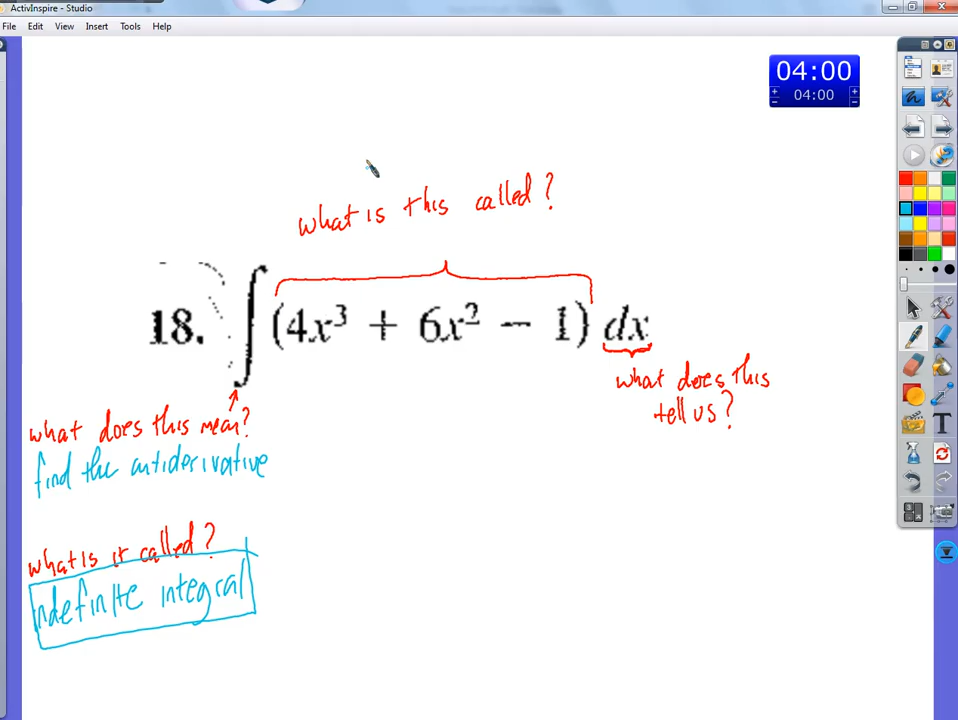 ActivInspire - Studio
File Edit View Insert Tools Help
04:00
04:00
what is this called?
18. ∫(4x³ + 6x² − 1) dx
what does this
tell us?
what does this mean?
find the antiderivative
what is it called?
indefinite integral